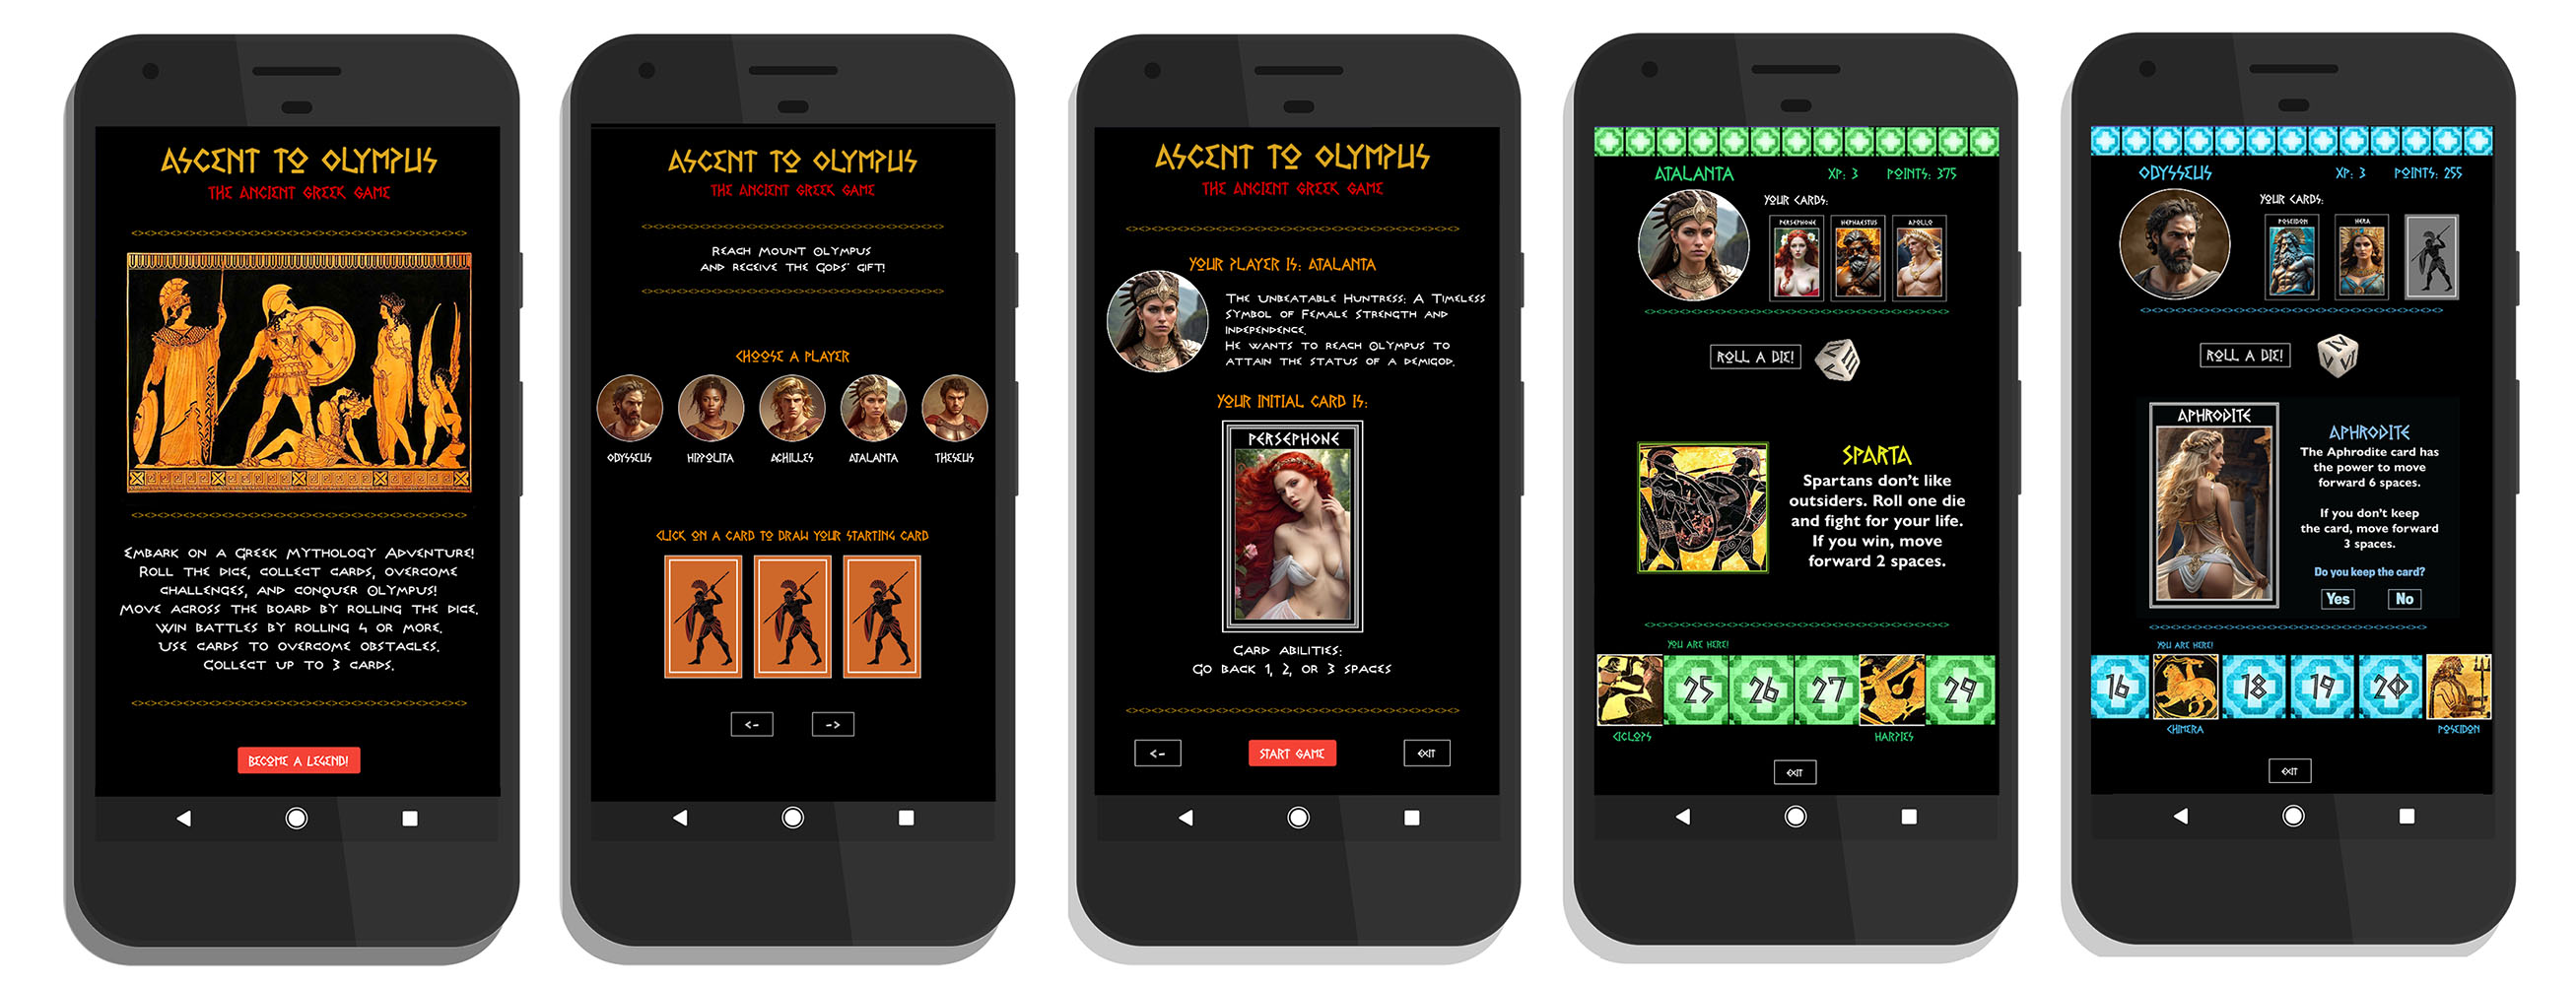 ASCENT TO OLYMPUS
THE ANCIENT GREEK GAME
EMBARK ON A GREEK MYTHOLOGY ADVENTURE!
ROLL THE DICE, COLLECT CARDS, OVERCOME
CHALLENGES, AND CONQUER OLYMPUS!
MOVE ACROSS THE BOARD BY ROLLING THE DICE.
WIN BATTLES BY ROLLING 4 OR MORE.
USE CARDS TO OVERCOME OBSTACLES.
COLLECT UP TO 3 CARDS.
BECOME A LEGEND!
ASCENT TO OLYMPUS
THE ANCIENT GREEK GAME
REACH MOUNT OLYMPUS
AND RECEIVE THE GODS' GIFT!
CHOOSE A PLAYER
ODYSSEUS HIPPOLITA ACHILLES ATALANTA THESEUS
CLICK ON A CARD TO DRAW YOUR STARTING CARD
<- ->
ASCENT TO OLYMPUS
THE ANCIENT GREEK GAME
YOUR PLAYER IS: ATALANTA
THE UNBEATABLE HUNTRESS: A TIMELESS
SYMBOL OF FEMALE STRENGTH AND
INDEPENDENCE.
HE WANTS TO REACH OLYMPUS TO
ATTAIN THE STATUS OF A DEMIGOD.
YOUR INITIAL CARD IS:
PERSEPHONE
CARD ABILITIES:
GO BACK 1, 2, OR 3 SPACES
<- START GAME EXIT
ATALANTA XP: 3 POINTS: 375
YOUR CARDS:
PERSEPHONE HEPHAESTUS APOLLO
ROLL A DIE!
SPARTA
Spartans don't like
outsiders. Roll one die
and fight for your life.
If you win, move
forward 2 spaces.
YOU ARE HERE!
25 26 27 29
CICLOPS HARPIES
EXIT
ODYSSEUS XP: 3 POINTS: 255
YOUR CARDS:
POSEIDON HERA
ROLL A DIE!
IV V VI
APHRODITE
APHRODITE
The Aphrodite card has
the power to move
forward 6 spaces.
If you don't keep
the card, move forward
3 spaces.
Do you keep the card?
Yes No
YOU ARE HERE!
16 18 19 20
CHIMERA POSEIDON
EXIT